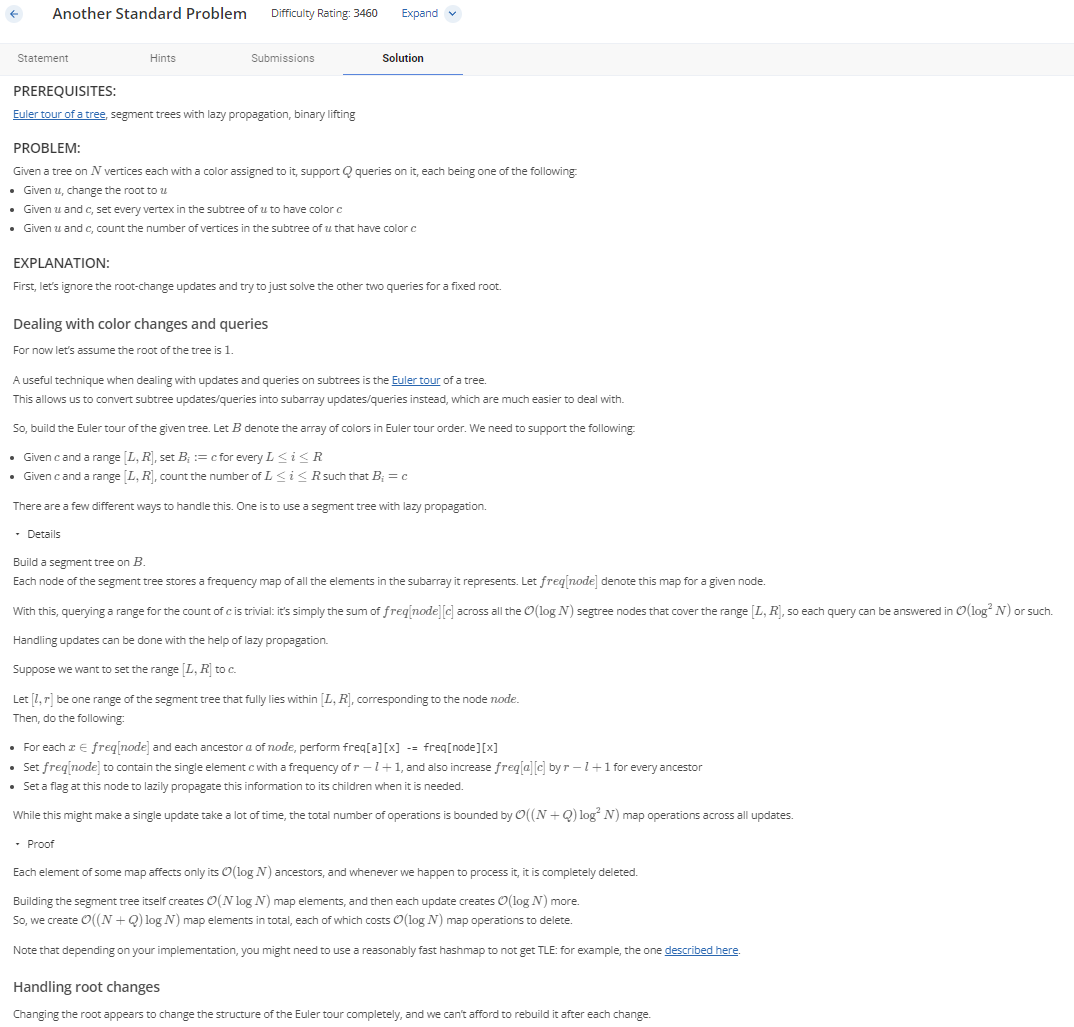 Another Standard Problem Difficulty Rating: 3460 Expand
Statement Hints Submissions Solution
PREREQUISITES:
Euler tour of a tree, segment trees with lazy propagation, binary lifting
PROBLEM:
Given a tree on N vertices each with a color assigned to it, support Q queries on it, each being one of the following:
• Given u, change the root to u
• Given u and c, set every vertex in the subtree of u to have color c
• Given u and c, count the number of vertices in the subtree of u that have color c
EXPLANATION:
First, let's ignore the root-change updates and try to just solve the other two queries for a fixed root.
Dealing with color changes and queries
For now let's assume the root of the tree is 1.
A useful technique when dealing with updates and queries on subtrees is the Euler tour of a tree.
This allows us to convert subtree updates/queries into subarray updates/queries instead, which are much easier to deal with.
So, build the Euler tour of the given tree. Let B denote the array of colors in Euler tour order. We need to support the following:
• Given c and a range [L, R], set B_i := c for every L ≤ i ≤ R
• Given c and a range [L, R], count the number of L ≤ i ≤ R such that B_i = c
There are a few different ways to handle this. One is to use a segment tree with lazy propagation.
Details
Build a segment tree on B.
Each node of the segment tree stores a frequency map of all the elements in the subarray it represents. Let freq[node] denote this map for a given node.
With this, querying a range for the count of c is trivial: it's simply the sum of freq[node][c] across all the O(log N) segtree nodes that cover the range [L, R], so each query can be answered in O(log² N) or such.
Handling updates can be done with the help of lazy propagation.
Suppose we want to set the range [L, R] to c.
Let [l, r] be one range of the segment tree that fully lies within [L, R], corresponding to the node node.
Then, do the following:
• For each x ∈ freq[node] and each ancestor a of node, perform freq[a][x] -= freq[node][x]
• Set freq[node] to contain the single element c with a frequency of r − l + 1, and also increase freq[a][c] by r − l + 1 for every ancestor
• Set a flag at this node to lazily propagate this information to its children when it is needed.
While this might make a single update take a lot of time, the total number of operations is bounded by O((N + Q) log² N) map operations across all updates.
Proof
Each element of some map affects only its O(log N) ancestors, and whenever we happen to process it, it is completely deleted.
Building the segment tree itself creates O(N log N) map elements, and then each update creates O(log N) more.
So, we create O((N + Q) log N) map elements in total, each of which costs O(log N) map operations to delete.
Note that depending on your implementation, you might need to use a reasonably fast hashmap to not get TLE: for example, the one described here.
Handling root changes
Changing the root appears to change the structure of the Euler tour completely, and we can't afford to rebuild it after each change.